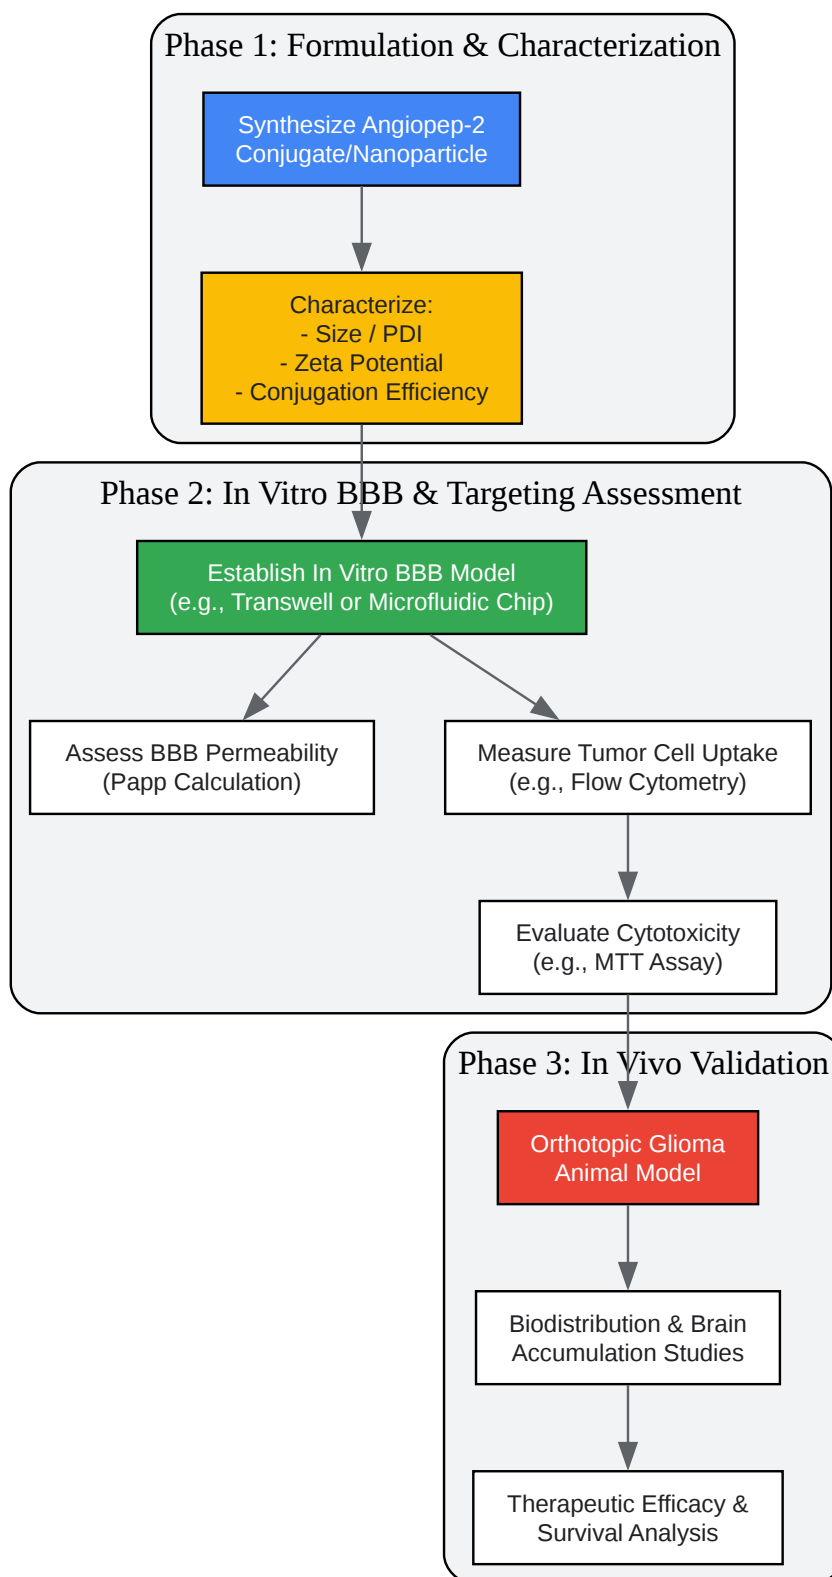 Phase 1: Formulation & Characterization
Synthesize Angiopep-2
Conjugate/Nanoparticle
Characterize:
- Size / PDI
- Zeta Potential
- Conjugation Efficiency
Phase 2: In Vitro BBB & Targeting Assessment
Establish In Vitro BBB Model
(e.g., Transwell or Microfluidic Chip)
Assess BBB Permeability
(Papp Calculation)
Measure Tumor Cell Uptake
(e.g., Flow Cytometry)
Evaluate Cytotoxicity
(e.g., MTT Assay)
Phase 3: In Vivo Validation
Orthotopic Glioma
Animal Model
Biodistribution & Brain
Accumulation Studies
Therapeutic Efficacy &
Survival Analysis